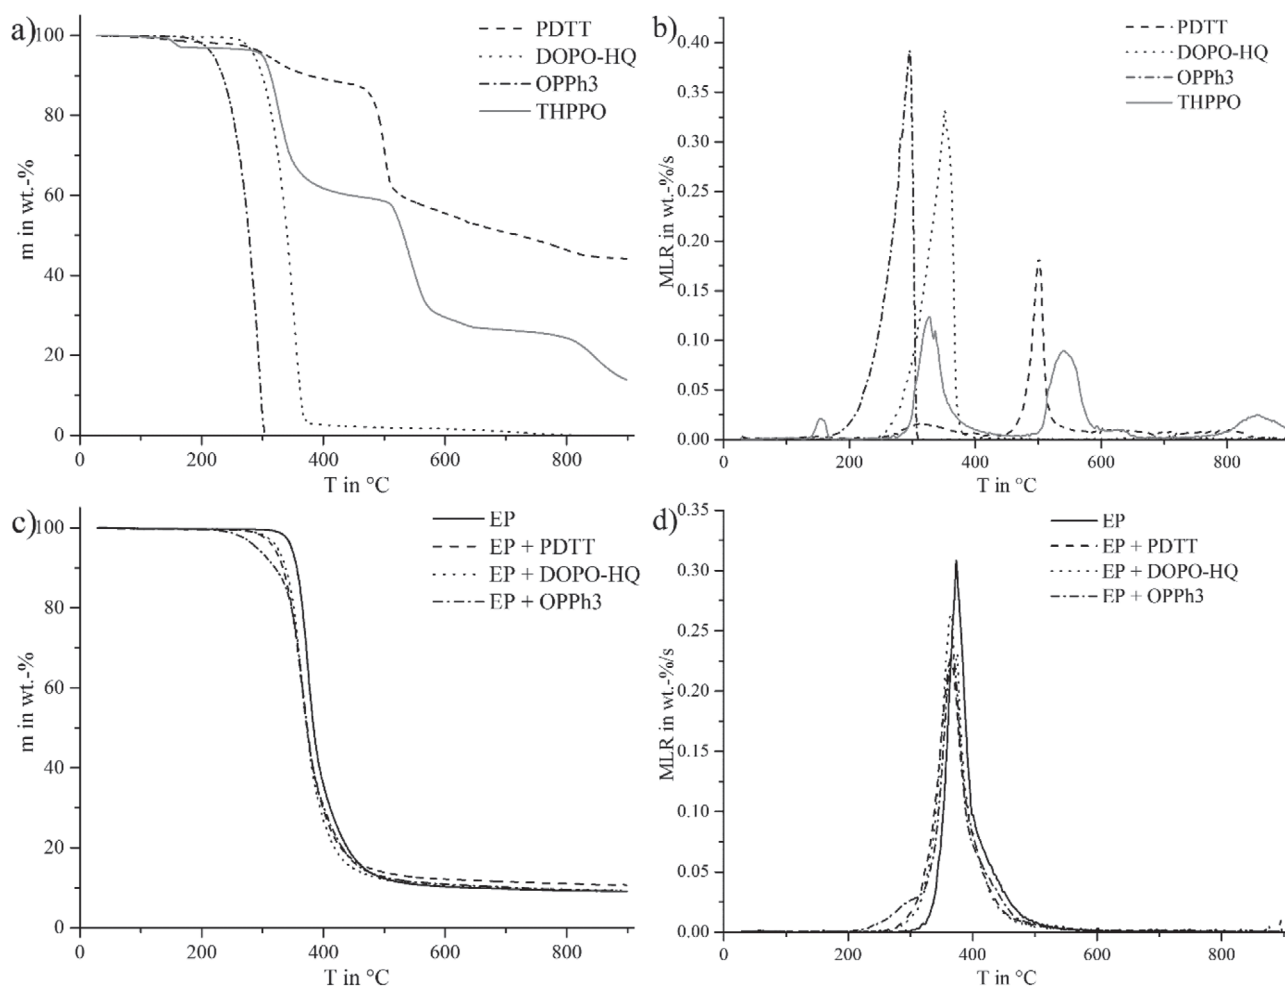 a)
100
80
60
40
20
0
m in wt.-%
0 200 400 600 800
T in °C
PDTT
DOPO-HQ
OPPh3
THPPO
b)
0.40
0.35
0.30
0.25
0.20
0.15
0.10
0.05
0.00
MLR in wt.-%/s
0 200 400 600 800
T in °C
PDTT
DOPO-HQ
OPPh3
THPPO
c)
100
80
60
40
20
0
m in wt.-%
0 200 400 600 800
T in °C
EP
EP + PDTT
EP + DOPO-HQ
EP + OPPh3
d)
0.35
0.30
0.25
0.20
0.15
0.10
0.05
0.00
MLR in wt.-%/s
0 200 400 600 800
T in °C
EP
EP + PDTT
EP + DOPO-HQ
EP + OPPh3